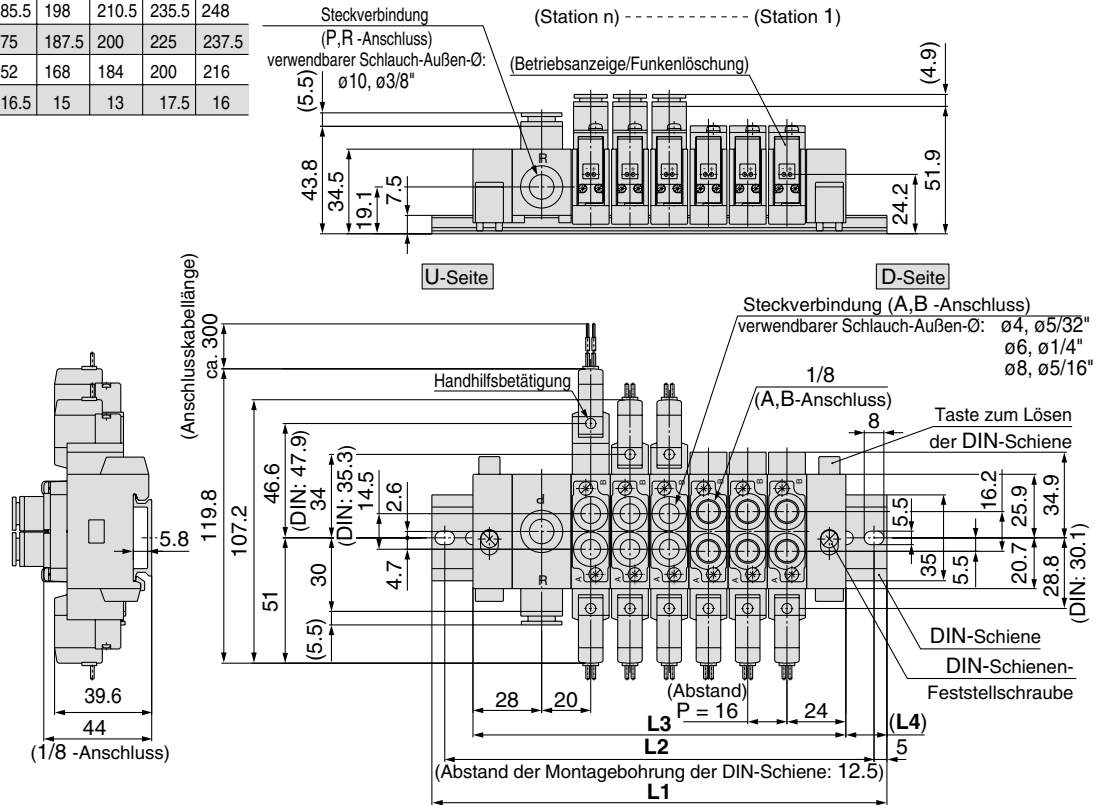 85.5 198 210.5 235.5 248
75 187.5 200 225 237.5
52 168 184 200 216
16.5 15 13 17.5 16
Steckverbindung
(P,R -Anschluss)
verwendbarer Schlauch-Außen-Ø:
ø10, ø3/8"
(Station n) (Station 1)
(Betriebsanzeige/Funkenlöschung)
(4.9)
(5.5)
43.8
34.5
19.1
7.5
R
24.2
51.9
U-Seite
D-Seite
(Anschlusskabellänge)
ca. 300
Steckverbindung (A,B -Anschluss)
verwendbarer Schlauch-Außen-Ø: ø4, ø5/32"
ø6, ø1/4"
ø8, ø5/16"
Handhilfsbetätigung
1/8
(A,B-Anschluss)
8
Taste zum Lösen
der DIN-Schiene
119.8
107.2
46.6
(DIN: 47.9)
34
(DIN: 35.3)
14.5
2.6
51
30
(5.5)
4.7
P
R
B B B B B B
A A A A A A
5.5
35
16.2
5.5
25.9
20.7
34.9
28.8
(DIN: 30.1)
5.8
39.6
44
(1/8 -Anschluss)
DIN-Schiene
DIN-Schienen-
Feststellschraube
28 20
(Abstand)
P = 16
24
L3 (L4)
L2 5
(Abstand der Montagebohrung der DIN-Schiene: 12.5)
L1